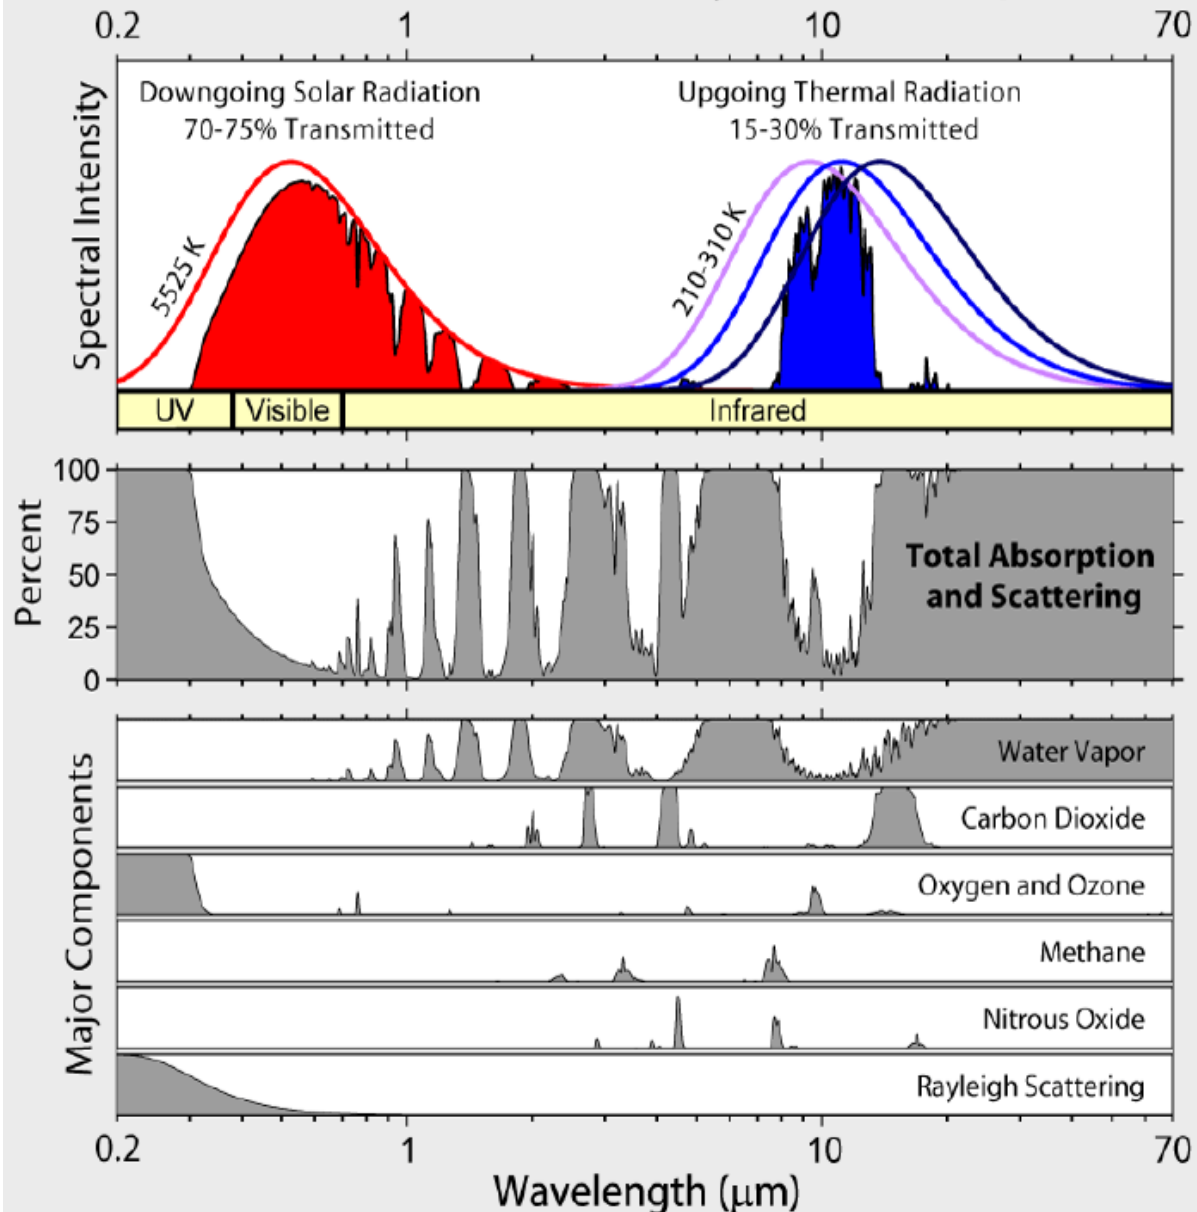 0.2 1 10 70
Downgoing Solar Radiation
70-75% Transmitted
Upgoing Thermal Radiation
15-30% Transmitted
Spectral Intensity
5525 K
210-310 K
UV Visible Infrared
Percent
100
75
50
25
0
Total Absorption
and Scattering
Major Components
Water Vapor
Carbon Dioxide
Oxygen and Ozone
Methane
Nitrous Oxide
Rayleigh Scattering
0.2 1 10 70
Wavelength (μm)